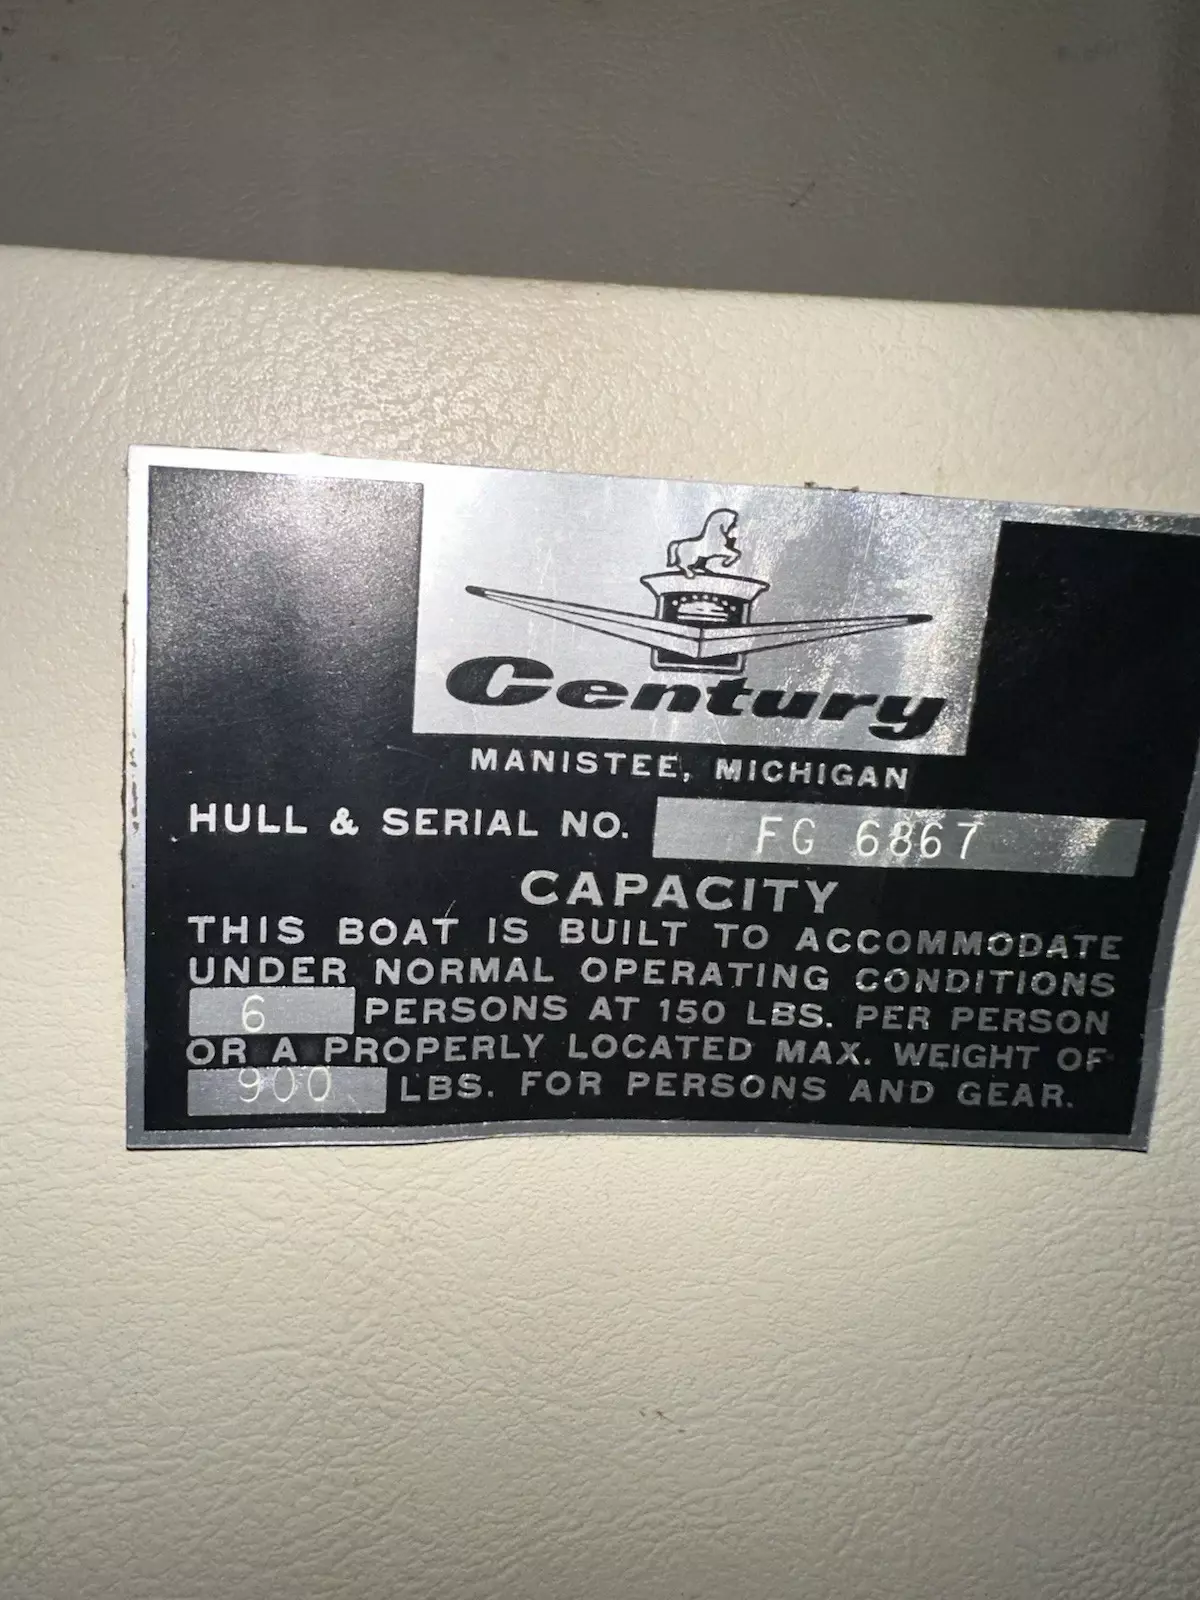 Century
MANISTEE, MICHIGAN
HULL & SERIAL NO. FG 6867
CAPACITY
THIS BOAT IS BUILT TO ACCOMMODATE
UNDER NORMAL OPERATING CONDITIONS
6 PERSONS AT 150 LBS. PER PERSON
OR A PROPERLY LOCATED MAX. WEIGHT OF
900 LBS. FOR PERSONS AND GEAR.